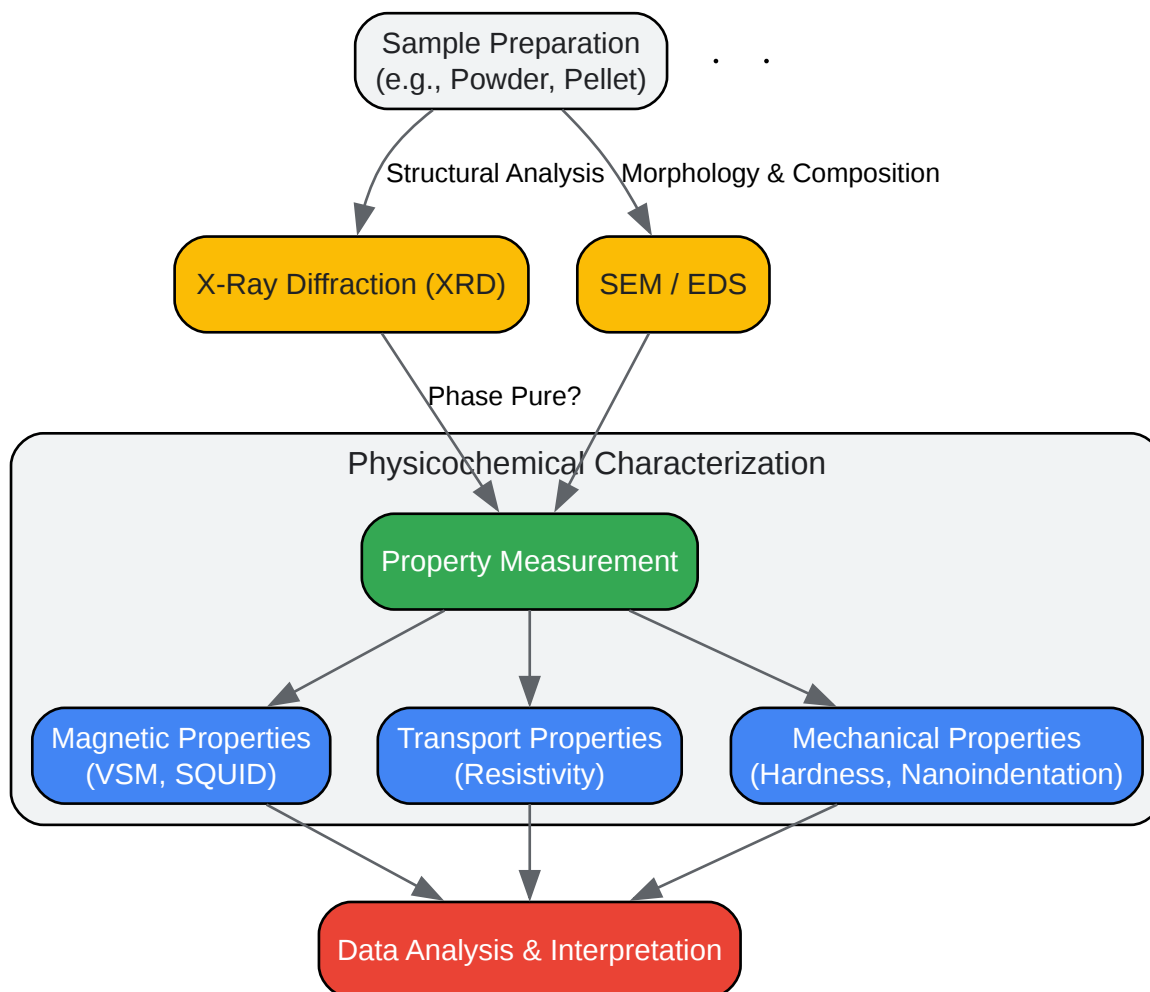 Sample Preparation
(e.g., Powder, Pellet)
Structural Analysis
Morphology & Composition
X-Ray Diffraction (XRD)
SEM / EDS
Phase Pure?
Physicochemical Characterization
Property Measurement
Magnetic Properties
(VSM, SQUID)
Transport Properties
(Resistivity)
Mechanical Properties
(Hardness, Nanoindentation)
Data Analysis & Interpretation